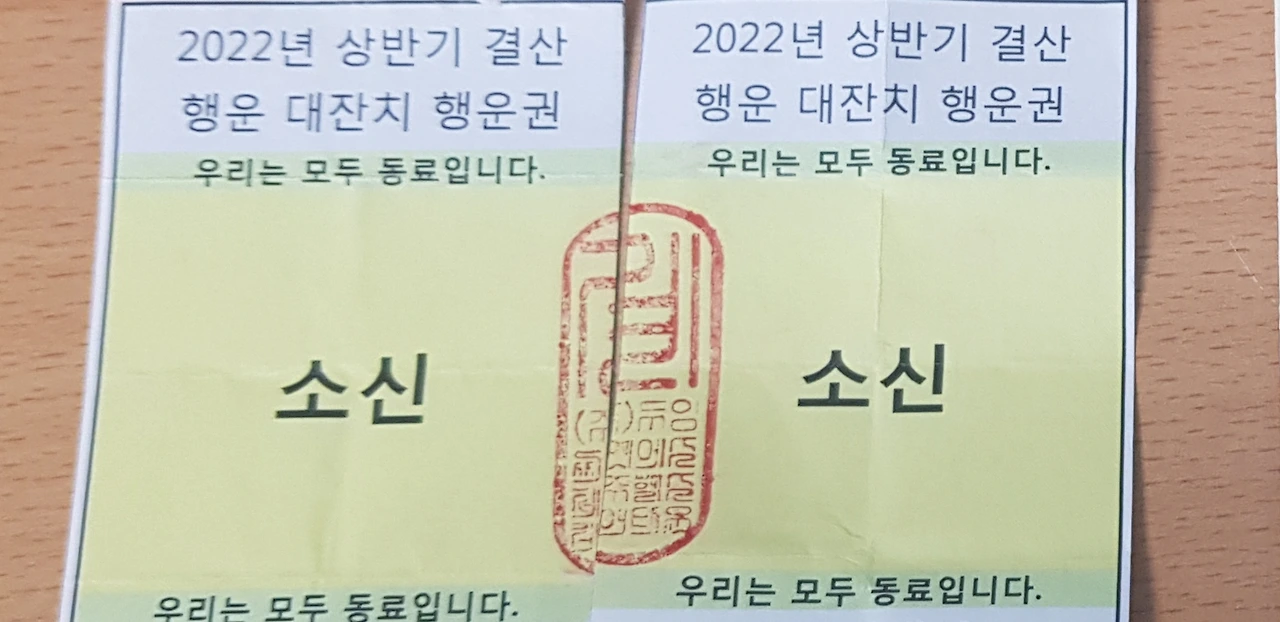 2022년 상반기 결산
행운 대잔치 행운권
우리는 모두 동료입니다.
소신
우리는 모두 동료입니다.
2022년 상반기 결산
행운 대잔치 행운권
우리는 모두 동료입니다.
소신
우리는 모두 동료입니다.